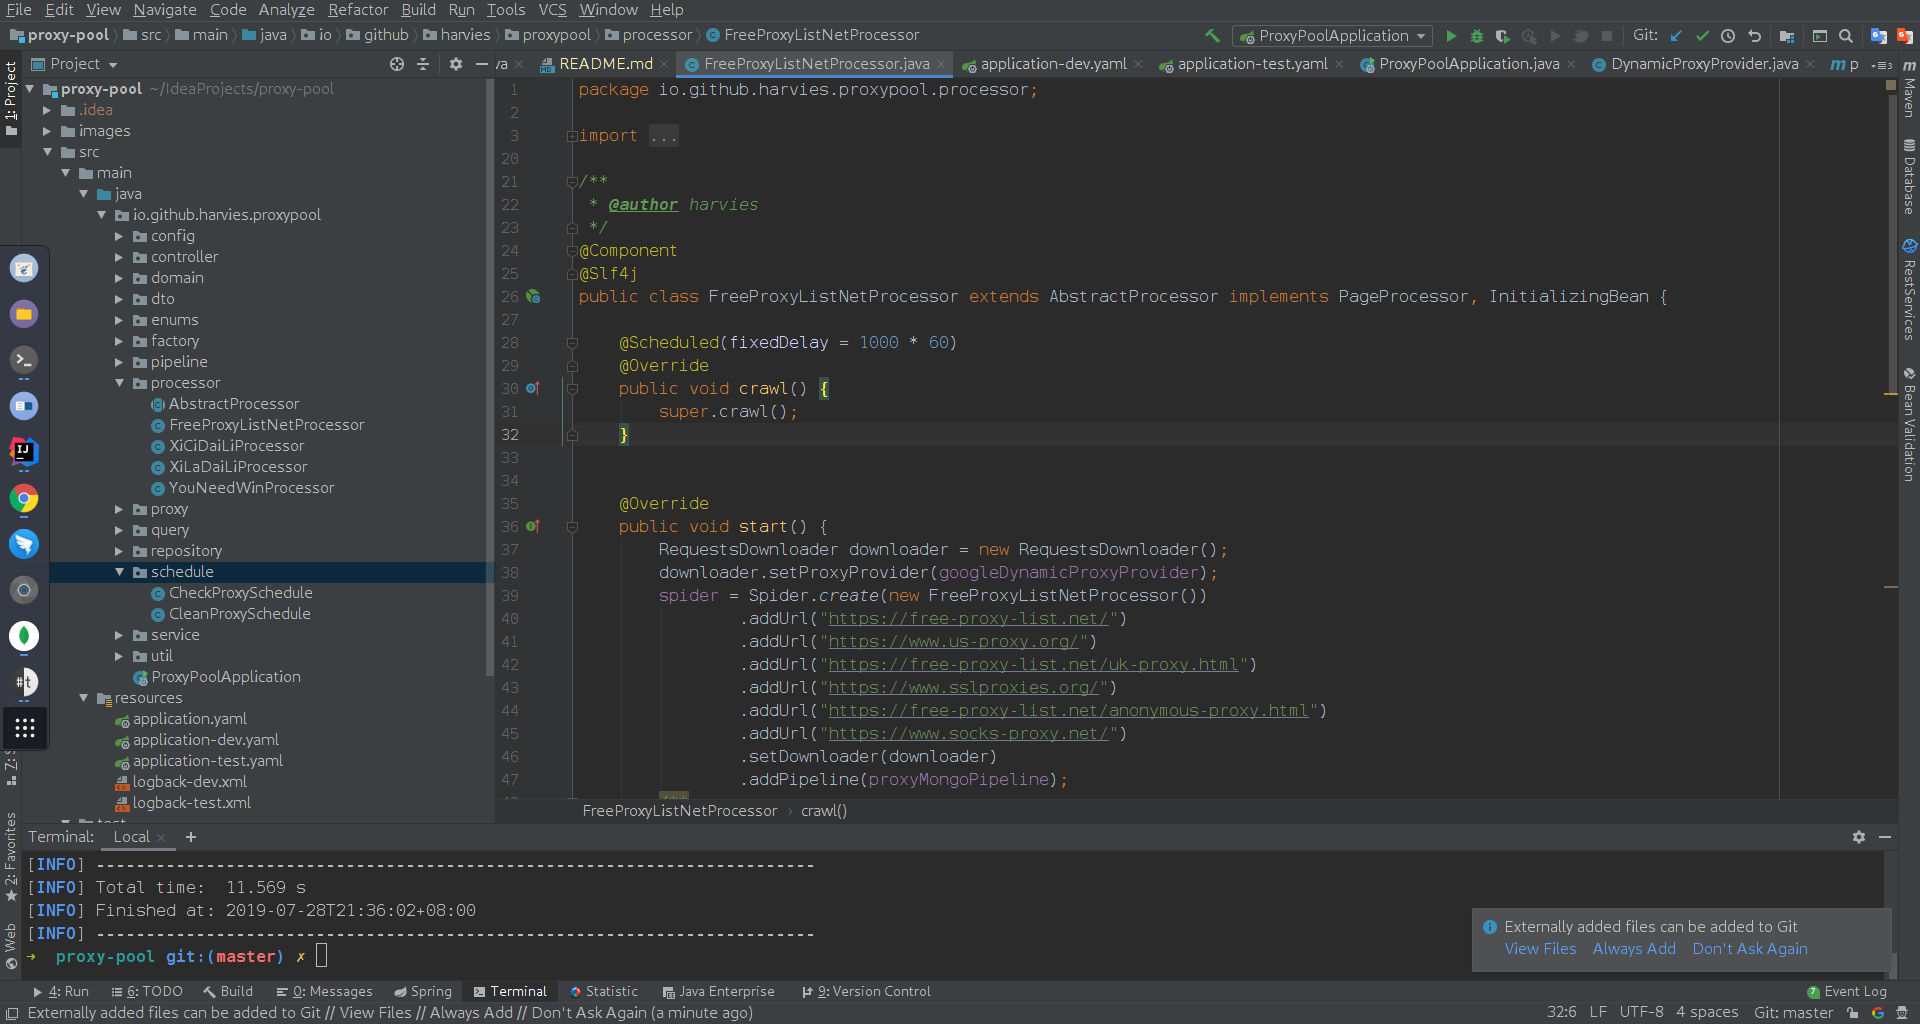 File Edit View Navigate Code Analyze Refactor Build Run Tools VCS Window Help
proxy-pool src main java io github harvies proxypool processor FreeProxyListNetProcessor
ProxyPoolApplication Git:
1: Project
Project
va README.md FreeProxyListNetProcessor.java application-dev.yaml application-test.yaml ProxyPoolApplication.java DynamicProxyProvider.java m p
proxy-pool ~/IdeaProjects/proxy-pool
.idea
images
src
main
java
io.github.harvies.proxypool
config
controller
domain
dto
enums
factory
pipeline
processor
AbstractProcessor
FreeProxyListNetProcessor
XiCiDaiLiProcessor
XiLaDaiLiProcessor
YouNeedWinProcessor
proxy
query
repository
schedule
CheckProxySchedule
CleanProxySchedule
service
util
ProxyPoolApplication
resources
application.yaml
application-dev.yaml
application-test.yaml
logback-dev.xml
logback-test.xml
test
1 package io.github.harvies.proxypool.processor;
2
3 import ...
20
21 /**
22 * @author harvies
23 */
24 @Component
25 @Slf4j
26 public class FreeProxyListNetProcessor extends AbstractProcessor implements PageProcessor, InitializingBean {
27
28 @Scheduled(fixedDelay = 1000 * 60)
29 @Override
30 public void crawl() {
31 super.crawl();
32 }
33
34
35 @Override
36 public void start() {
37 RequestsDownloader downloader = new RequestsDownloader();
38 downloader.setProxyProvider(googleDynamicProxyProvider);
39 spider = Spider.create(new FreeProxyListNetProcessor())
40 .addUrl("https://free-proxy-list.net/")
41 .addUrl("https://www.us-proxy.org/")
42 .addUrl("https://free-proxy-list.net/uk-proxy.html")
43 .addUrl("https://www.sslproxies.org/")
44 .addUrl("https://free-proxy-list.net/anonymous-proxy.html")
45 .addUrl("https://www.socks-proxy.net/")
46 .setDownloader(downloader)
47 .addPipeline(proxyMongoPipeline);
FreeProxyListNetProcessor › crawl()
Maven
Database
RestServices
Bean Validation
2: Favorites
Web
Terminal: Local
[INFO] ------------------------------------------------------------------------
[INFO] Total time: 11.569 s
[INFO] Finished at: 2019-07-28T21:36:02+08:00
[INFO] ------------------------------------------------------------------------
→ proxy-pool git:(master) ✗
Externally added files can be added to Git
View Files Always Add Don't Ask Again
4: Run 6: TODO Build 0: Messages Spring Terminal Statistic Java Enterprise 9: Version Control 7 Event Log
Externally added files can be added to Git // View Files // Always Add // Don't Ask Again (a minute ago) 32:6 LF UTF-8 4 spaces Git: master